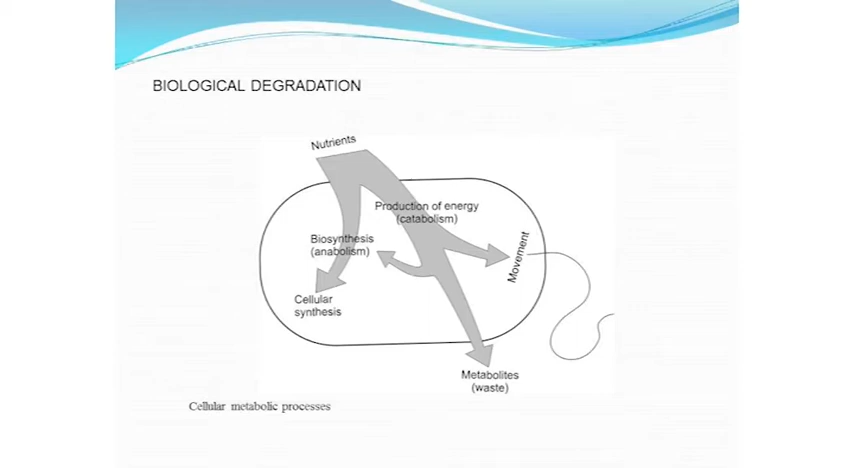 BIOLOGICAL DEGRADATION
Nutrients
Production of energy
(catabolism)
Biosynthesis
(anabolism)
Movement
Cellular
synthesis
Metabolites
(waste)
Cellular metabolic processes